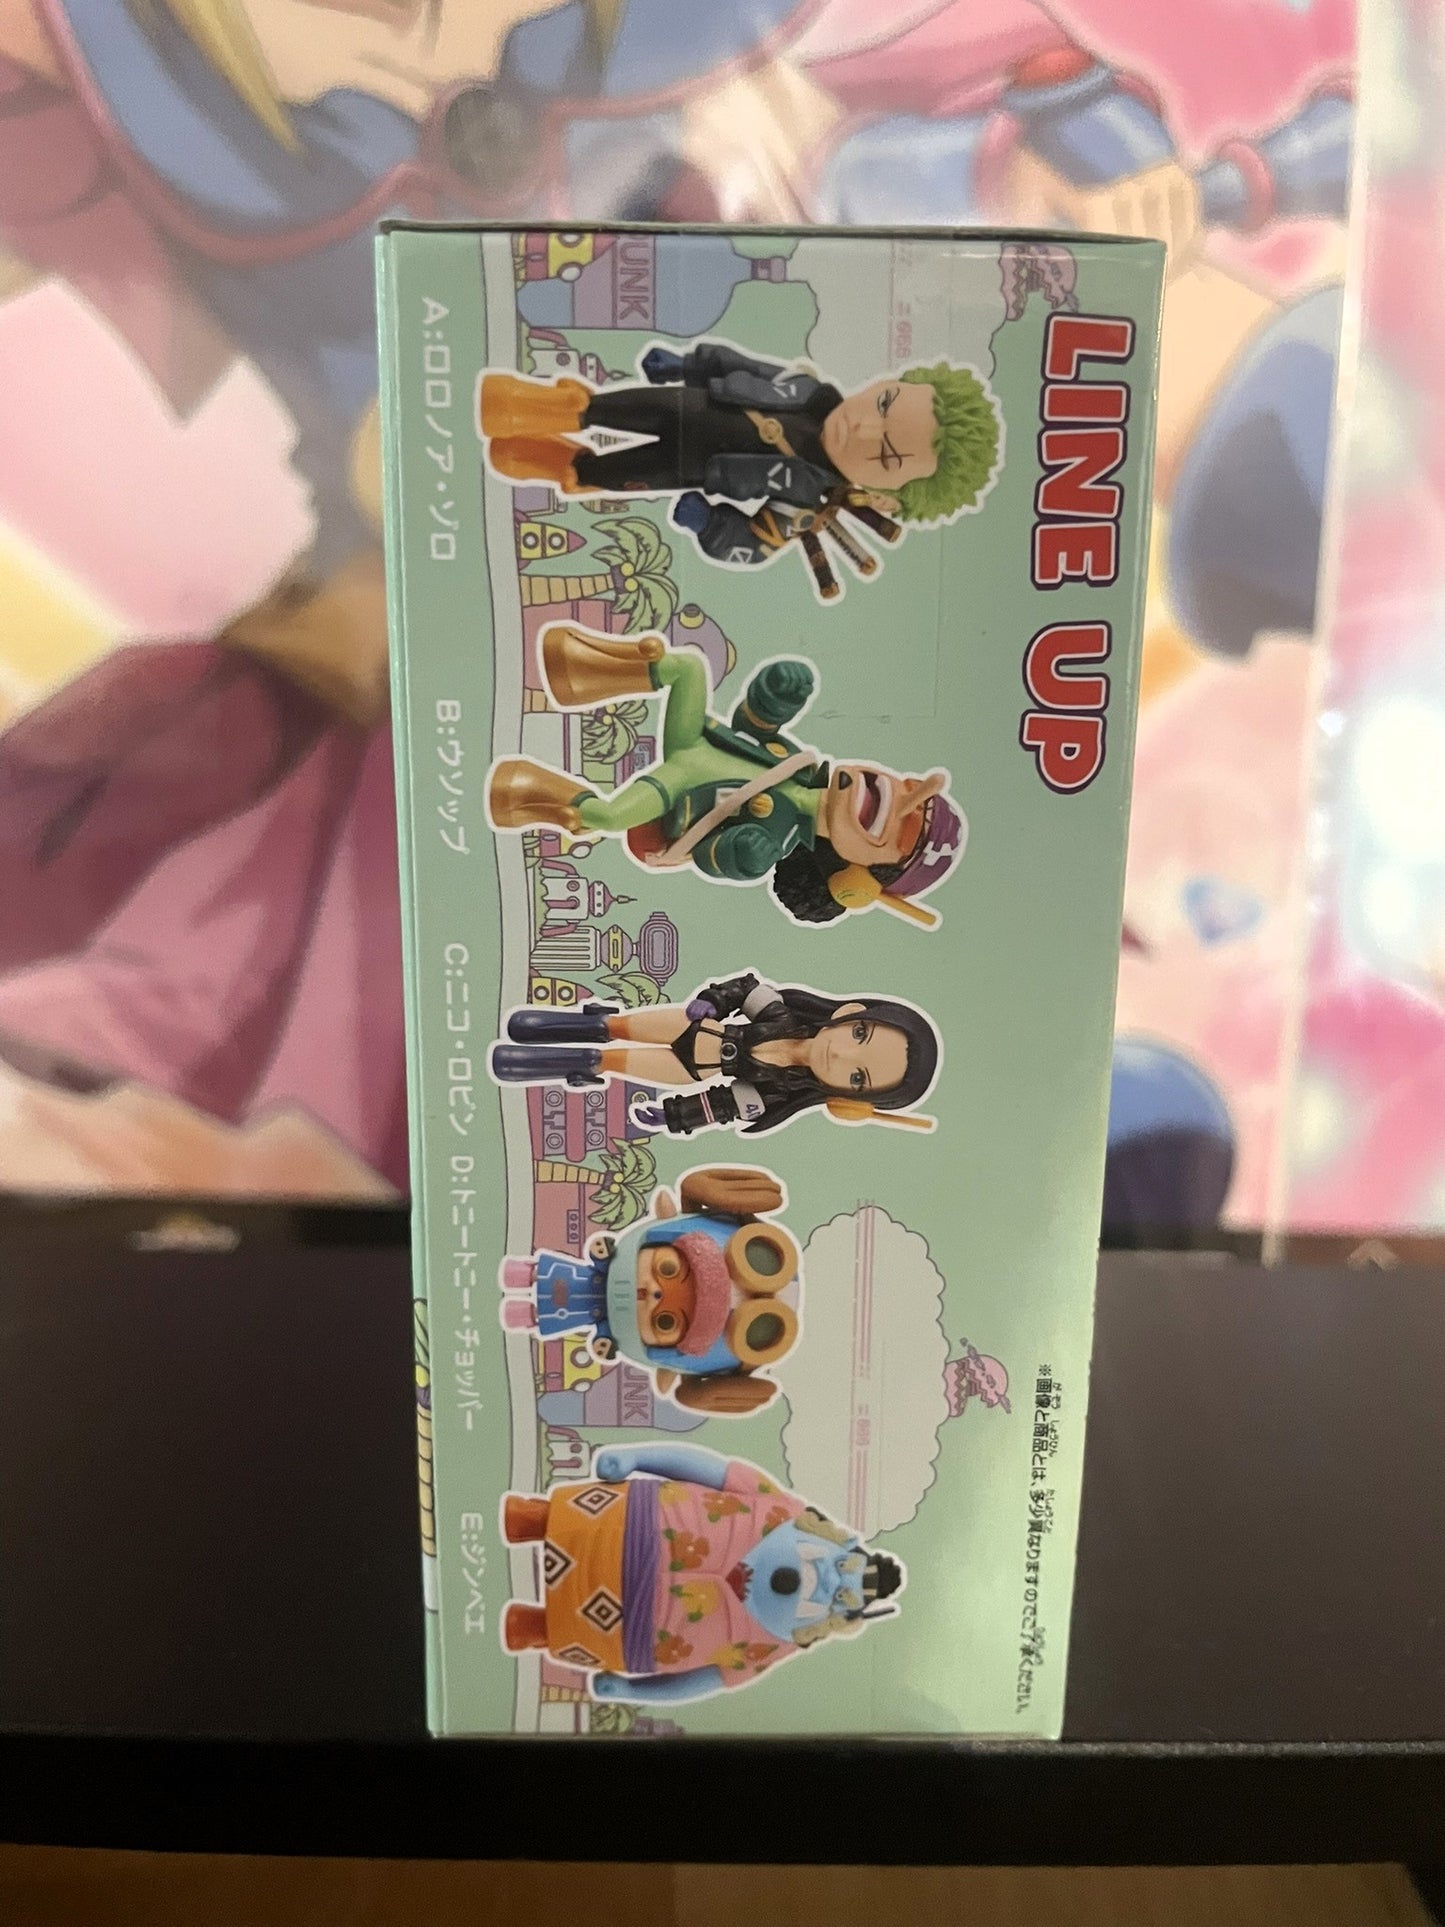 LINE UP
A:ロロノア・ゾロ
B:ウソップ
C:ニコ・ロビン
D:トニートニー・チョッパー
E:ジンベエ
※画像と商品とは、多少異なりますのでご了承ください。